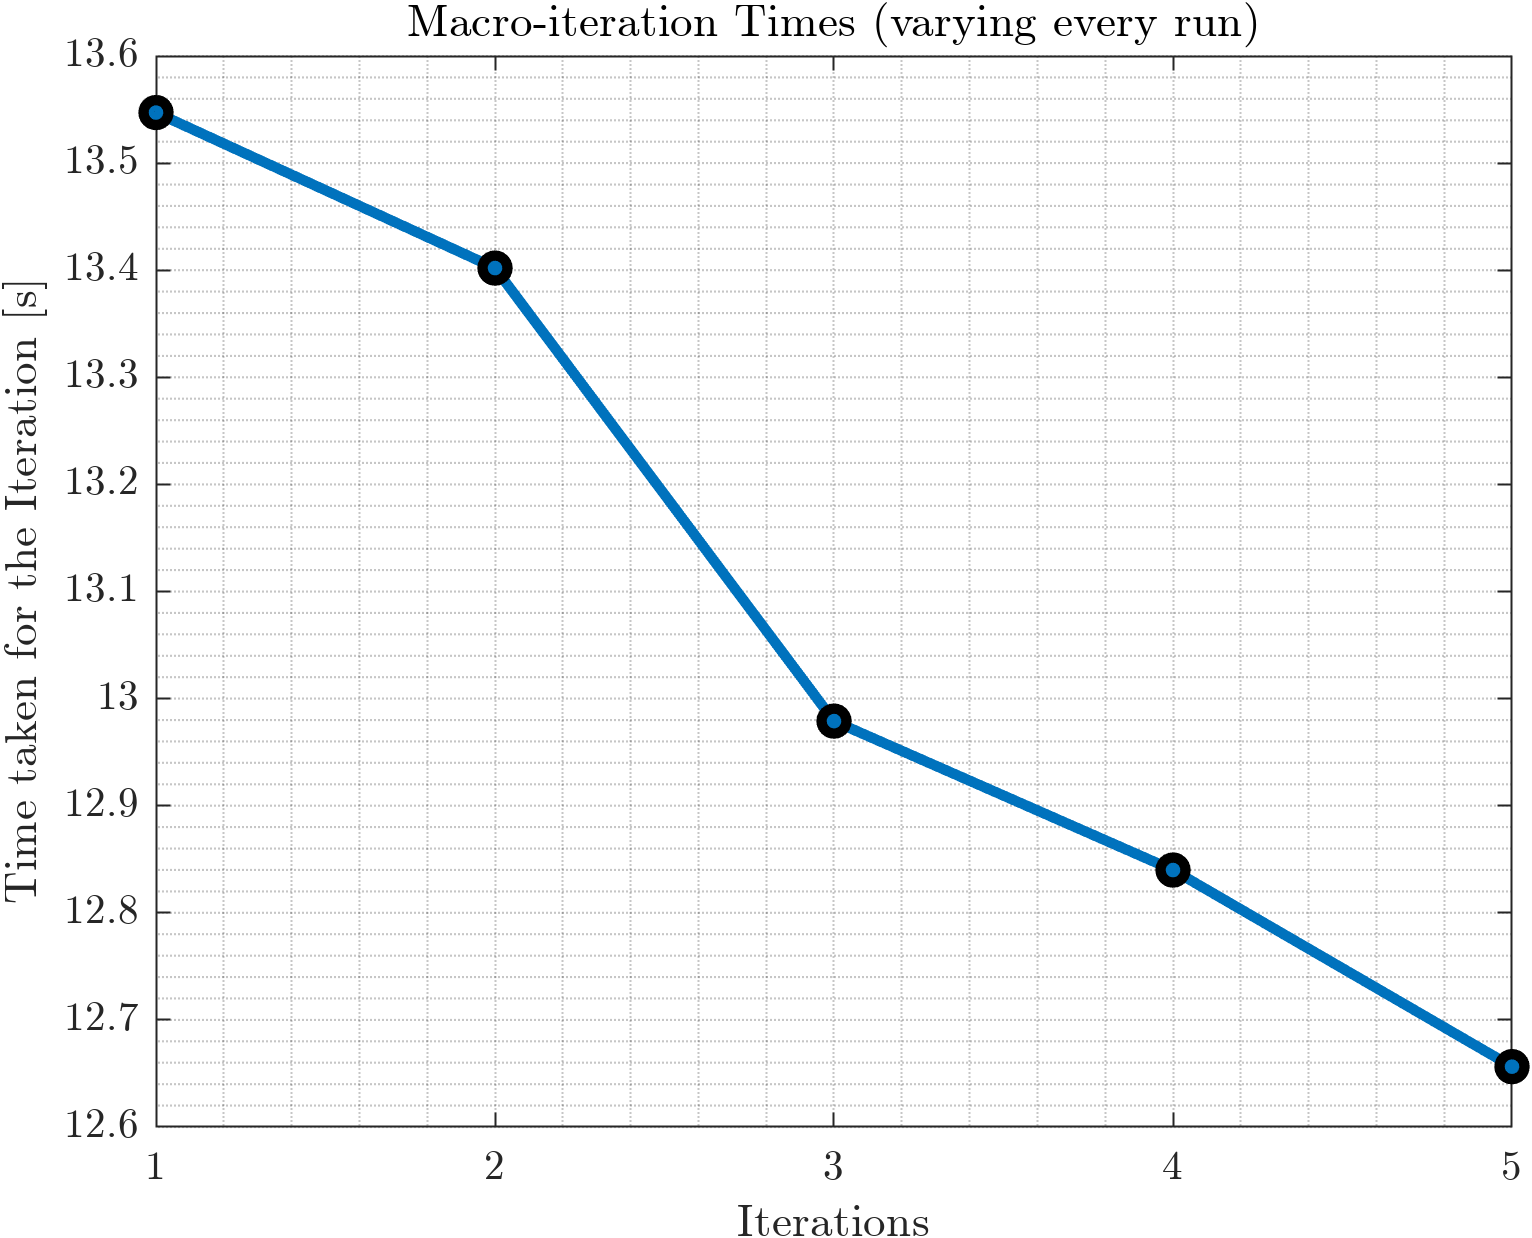 Macro-iteration Times (varying every run)
13.6
13.5
13.4
13.3
13.2
13.1
13
12.9
12.8
12.7
12.6
Time taken for the Iteration [s]
1 2 3 4 5
Iterations